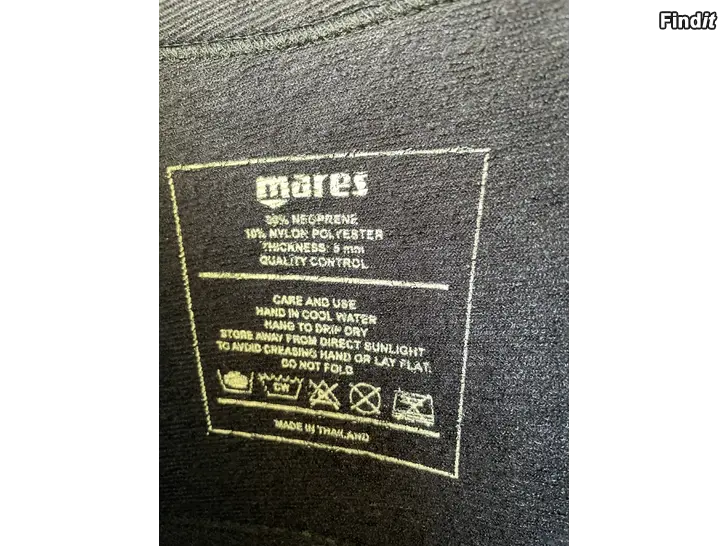 Findit
mares
90% NEOPRENE
10% NYLON POLYESTER
THICKNESS: 5 mm
QUALITY CONTROL
CARE AND USE
HAND IN COOL WATER
HANG TO DRIP DRY
STORE AWAY FROM DIRECT SUNLIGHT
TO AVOID CREASING HAND OR LAY FLAT.
DO NOT FOLD
CW
MADE IN THAILAND